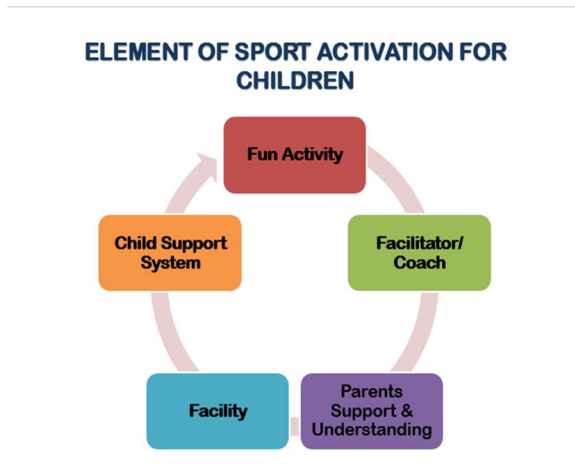 ELEMENT OF SPORT ACTIVATION FOR
CHILDREN
Fun Activity
Facilitator/
Coach
Parents
Support &
Understanding
Facility
Child Support
System